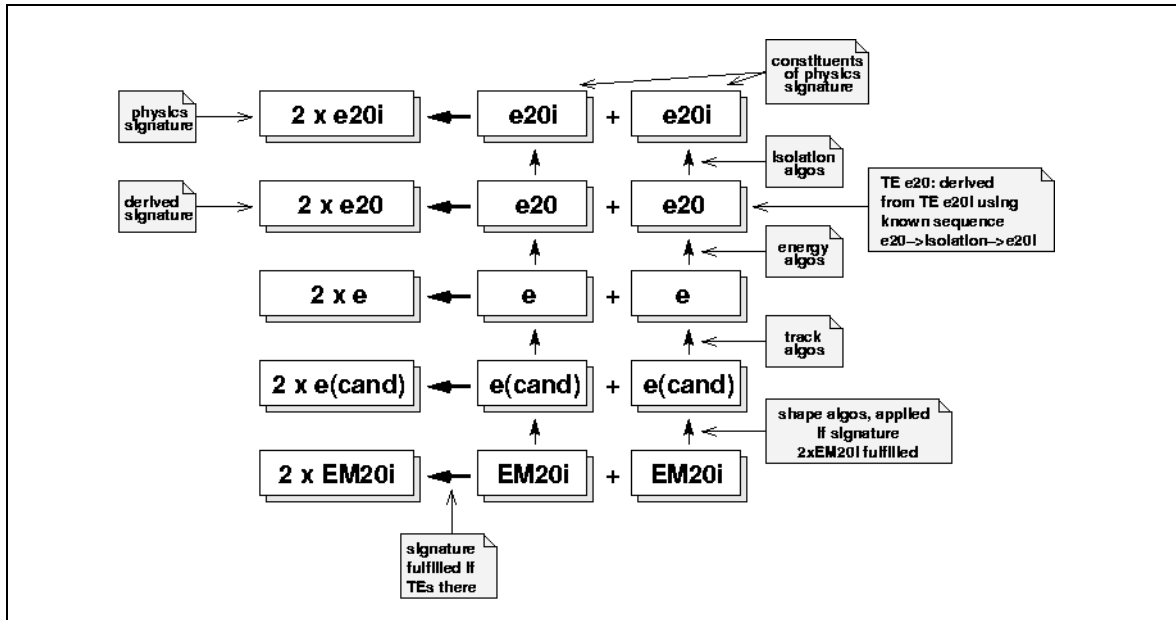 constituents
of physics
signature
physics
signature
2 x e20i
e20i
+
e20i
isolation
algos
derived
signature
2 x e20
e20
+
e20
TE e20: derived
from TE e20i using
known sequence
e20->isolation->e20i
energy
algos
2 x e
e
+
e
track
algos
2 x e(cand)
e(cand)
+
e(cand)
shape algos, applied
if signature
2xEM20i fulfilled
2 x EM20i
EM20i
+
EM20i
signature
fulfilled if
TEs there